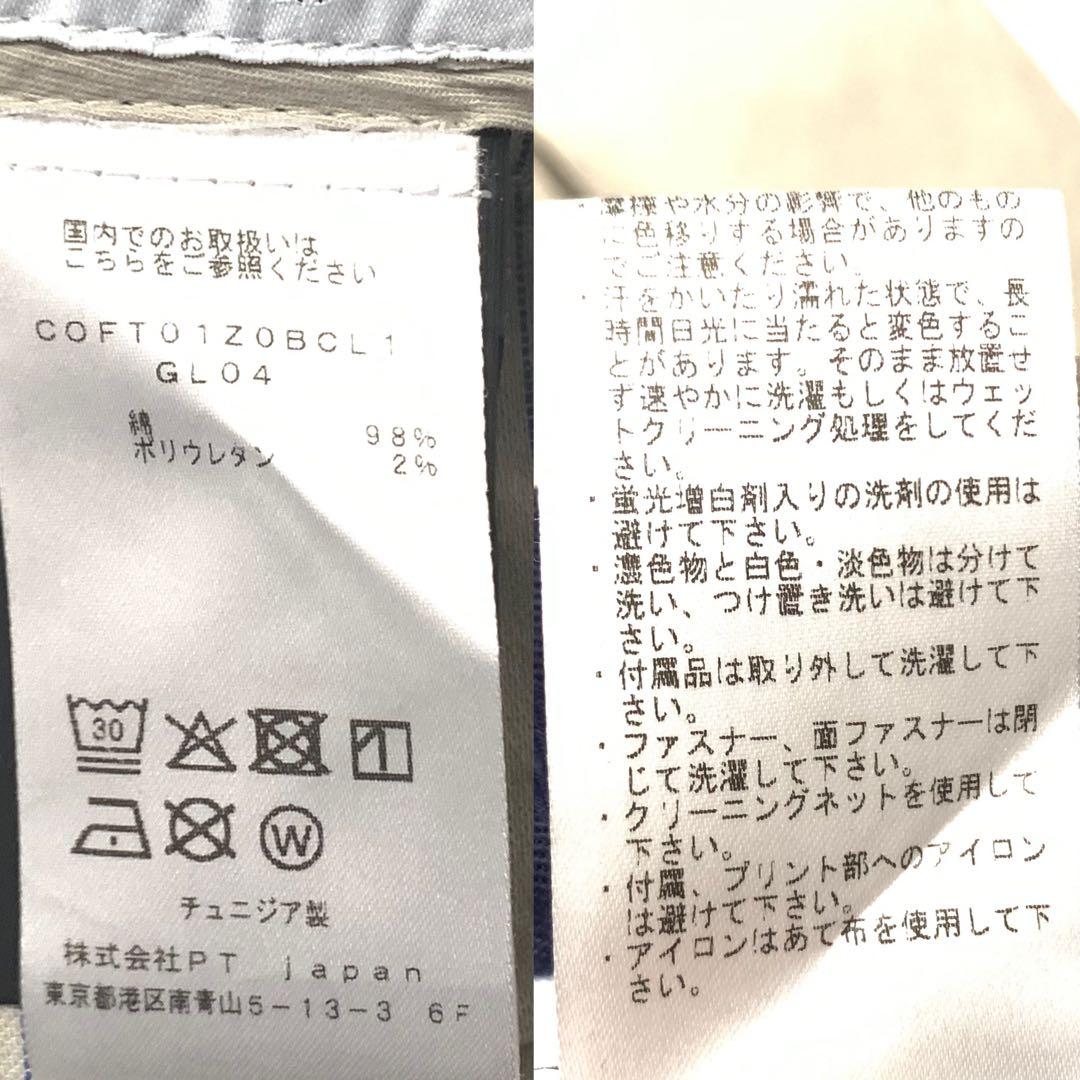 国内でのお取扱いは
こちらをご参照ください
COFT01Z0BCL1
GL04
綿 98%
ポリウレタン 2%
30
W
チュニジア製
株式会社PT japan
東京都港区南青山5-13-3 6F
・摩擦や水分の影響で、他のもの
に色移りする場合がありますの
でご注意ください。
・汗をかいたり濡れた状態で、長
時間日光に当たると変色するこ
とがあります。そのまま放置せ
ず速やかに洗濯もしくはウェッ
トクリーニング処理をしてくだ
さい。
・蛍光増白剤入りの洗剤の使用は
避けて下さい。
・濃色物と白色・淡色物は分けて
洗い、つけ置き洗いは避けて下
さい。
・付属品は取り外して洗濯して下
さい。
・ファスナー、面ファスナーは閉
じて洗濯して下さい。
・クリーニングネットを使用して
下さい。
・付属、プリント部へのアイロン
は避けて下さい。
・アイロンはあて布を使用して下
さい。